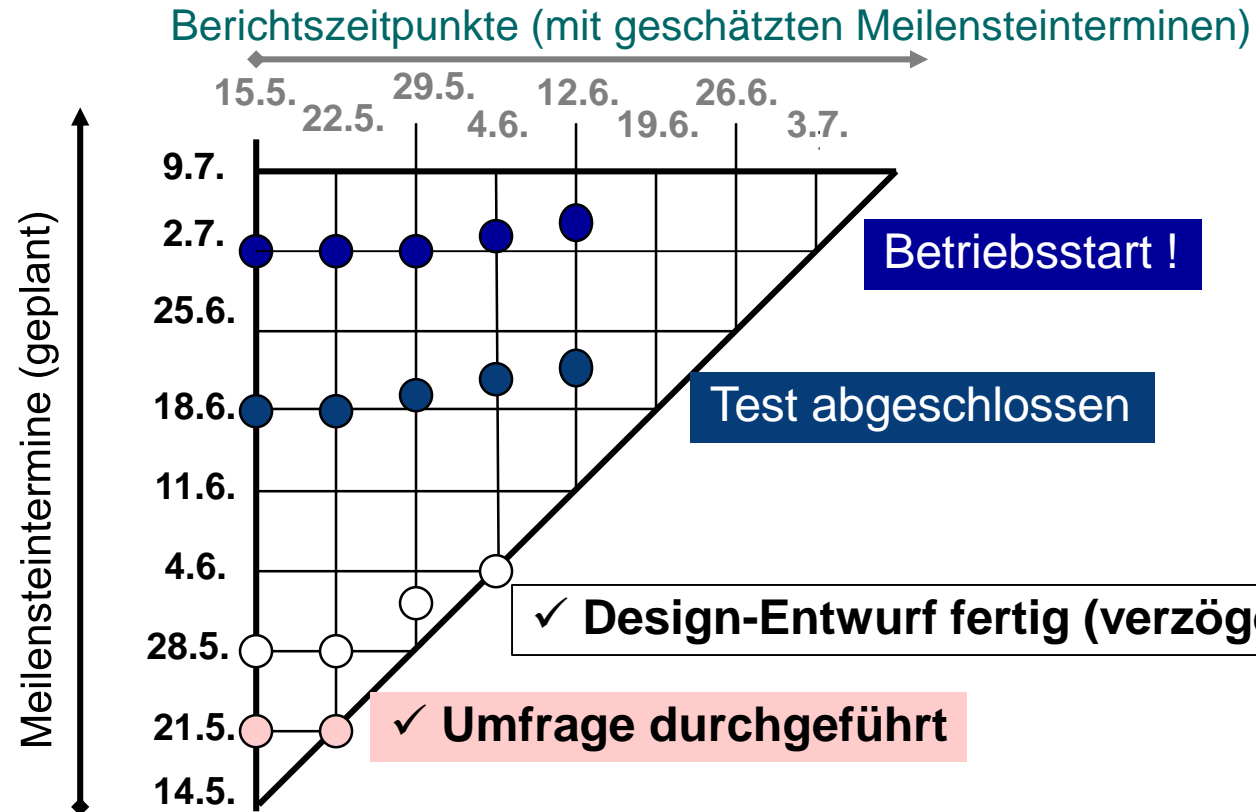 Berichtszeitpunkte (mit geschätzten Meilensteinterminen)
15.5.
22.5.
29.5.
4.6.
12.6.
19.6.
26.6.
3.7.
Meilensteintermine (geplant)
9.7.
2.7.
25.6.
18.6.
11.6.
4.6.
28.5.
21.5.
14.5.
Betriebsstart !
Test abgeschlossen
✓ Design-Entwurf fertig (verzöge
✓ Umfrage durchgeführt